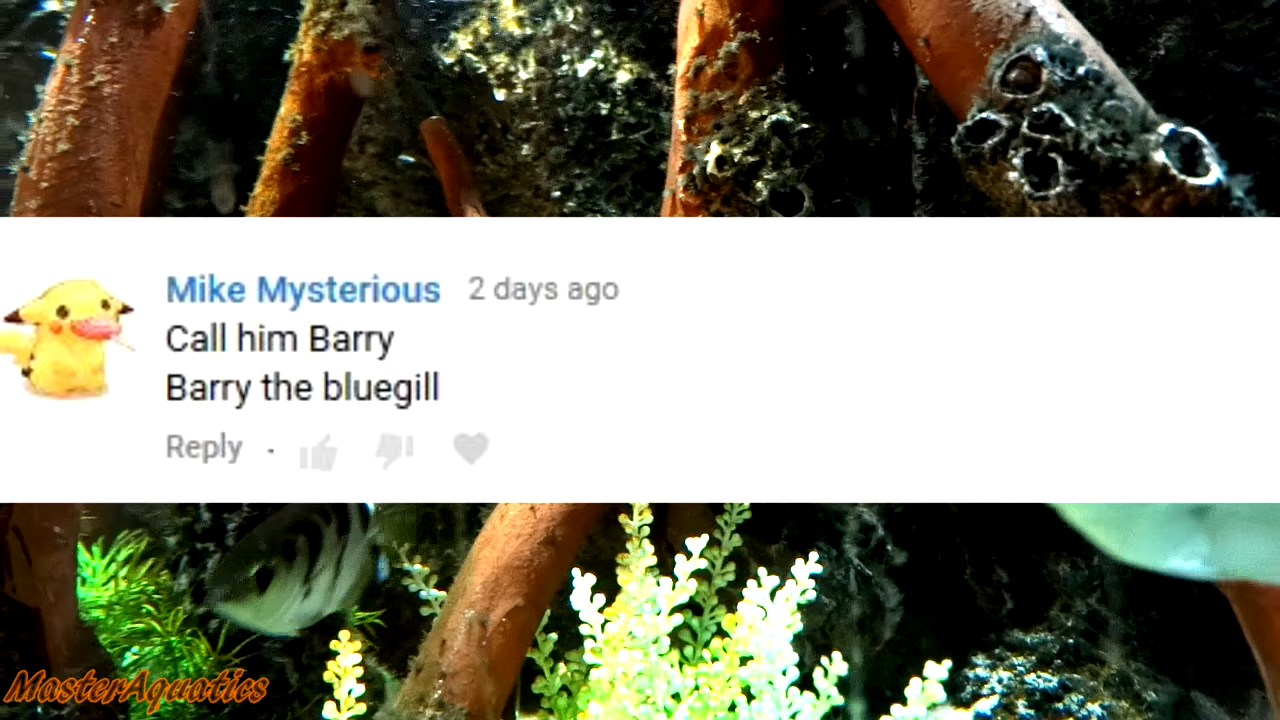 Mike Mysterious 2 days ago
Call him Barry
Barry the bluegill
Reply
MasterAquatics